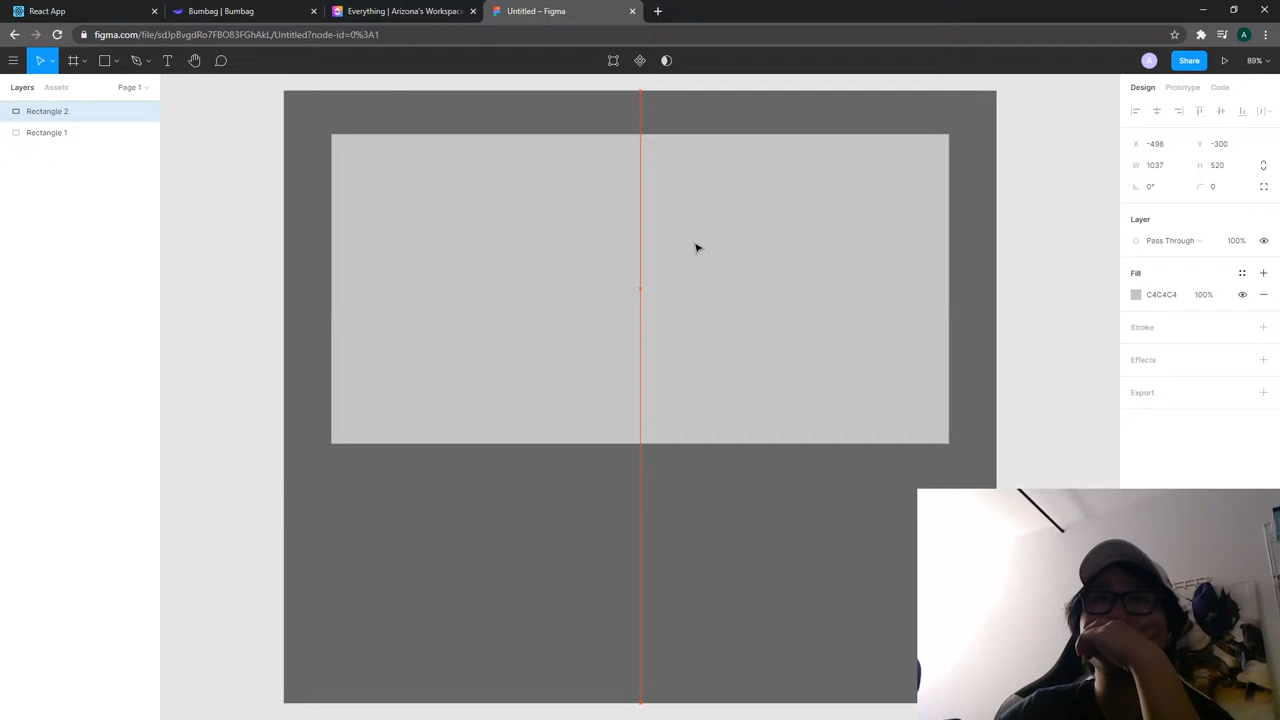 React App
Bumbag | Bumbag
Everything | Arizona's Workspace
Untitled – Figma
figma.com/file/sdJpBvgdRo7FBO83FGhAkL/Untitled?node-id=0%3A1
A
A
Share
89%
Layers
Assets
Page 1
Design
Prototype
Code
Rectangle 2
Rectangle 1
X -498
Y -300
W 1037
H 520
0°
0
Layer
Pass Through
100%
Fill
C4C4C4
100%
Stroke
Effects
Export